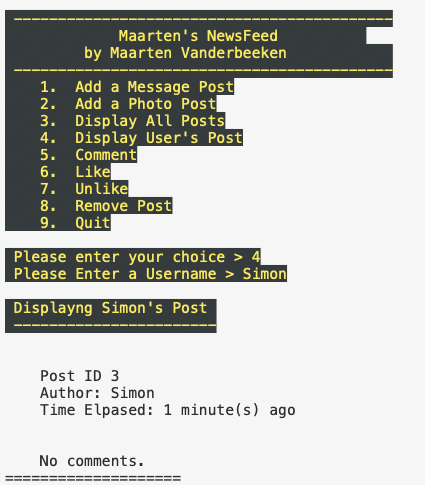 -------------------------------------------
Maarten's NewsFeed
by Maarten Vanderbeeken
-------------------------------------------
1.  Add a Message Post
2.  Add a Photo Post
3.  Display All Posts
4.  Display User's Post
5.  Comment
6.  Like
7.  Unlike
8.  Remove Post
9.  Quit
Please enter your choice > 4
Please Enter a Username > Simon
Displayng Simon's Post
-----------------------
Post ID 3
Author: Simon
Time Elpased: 1 minute(s) ago
No comments.
====================